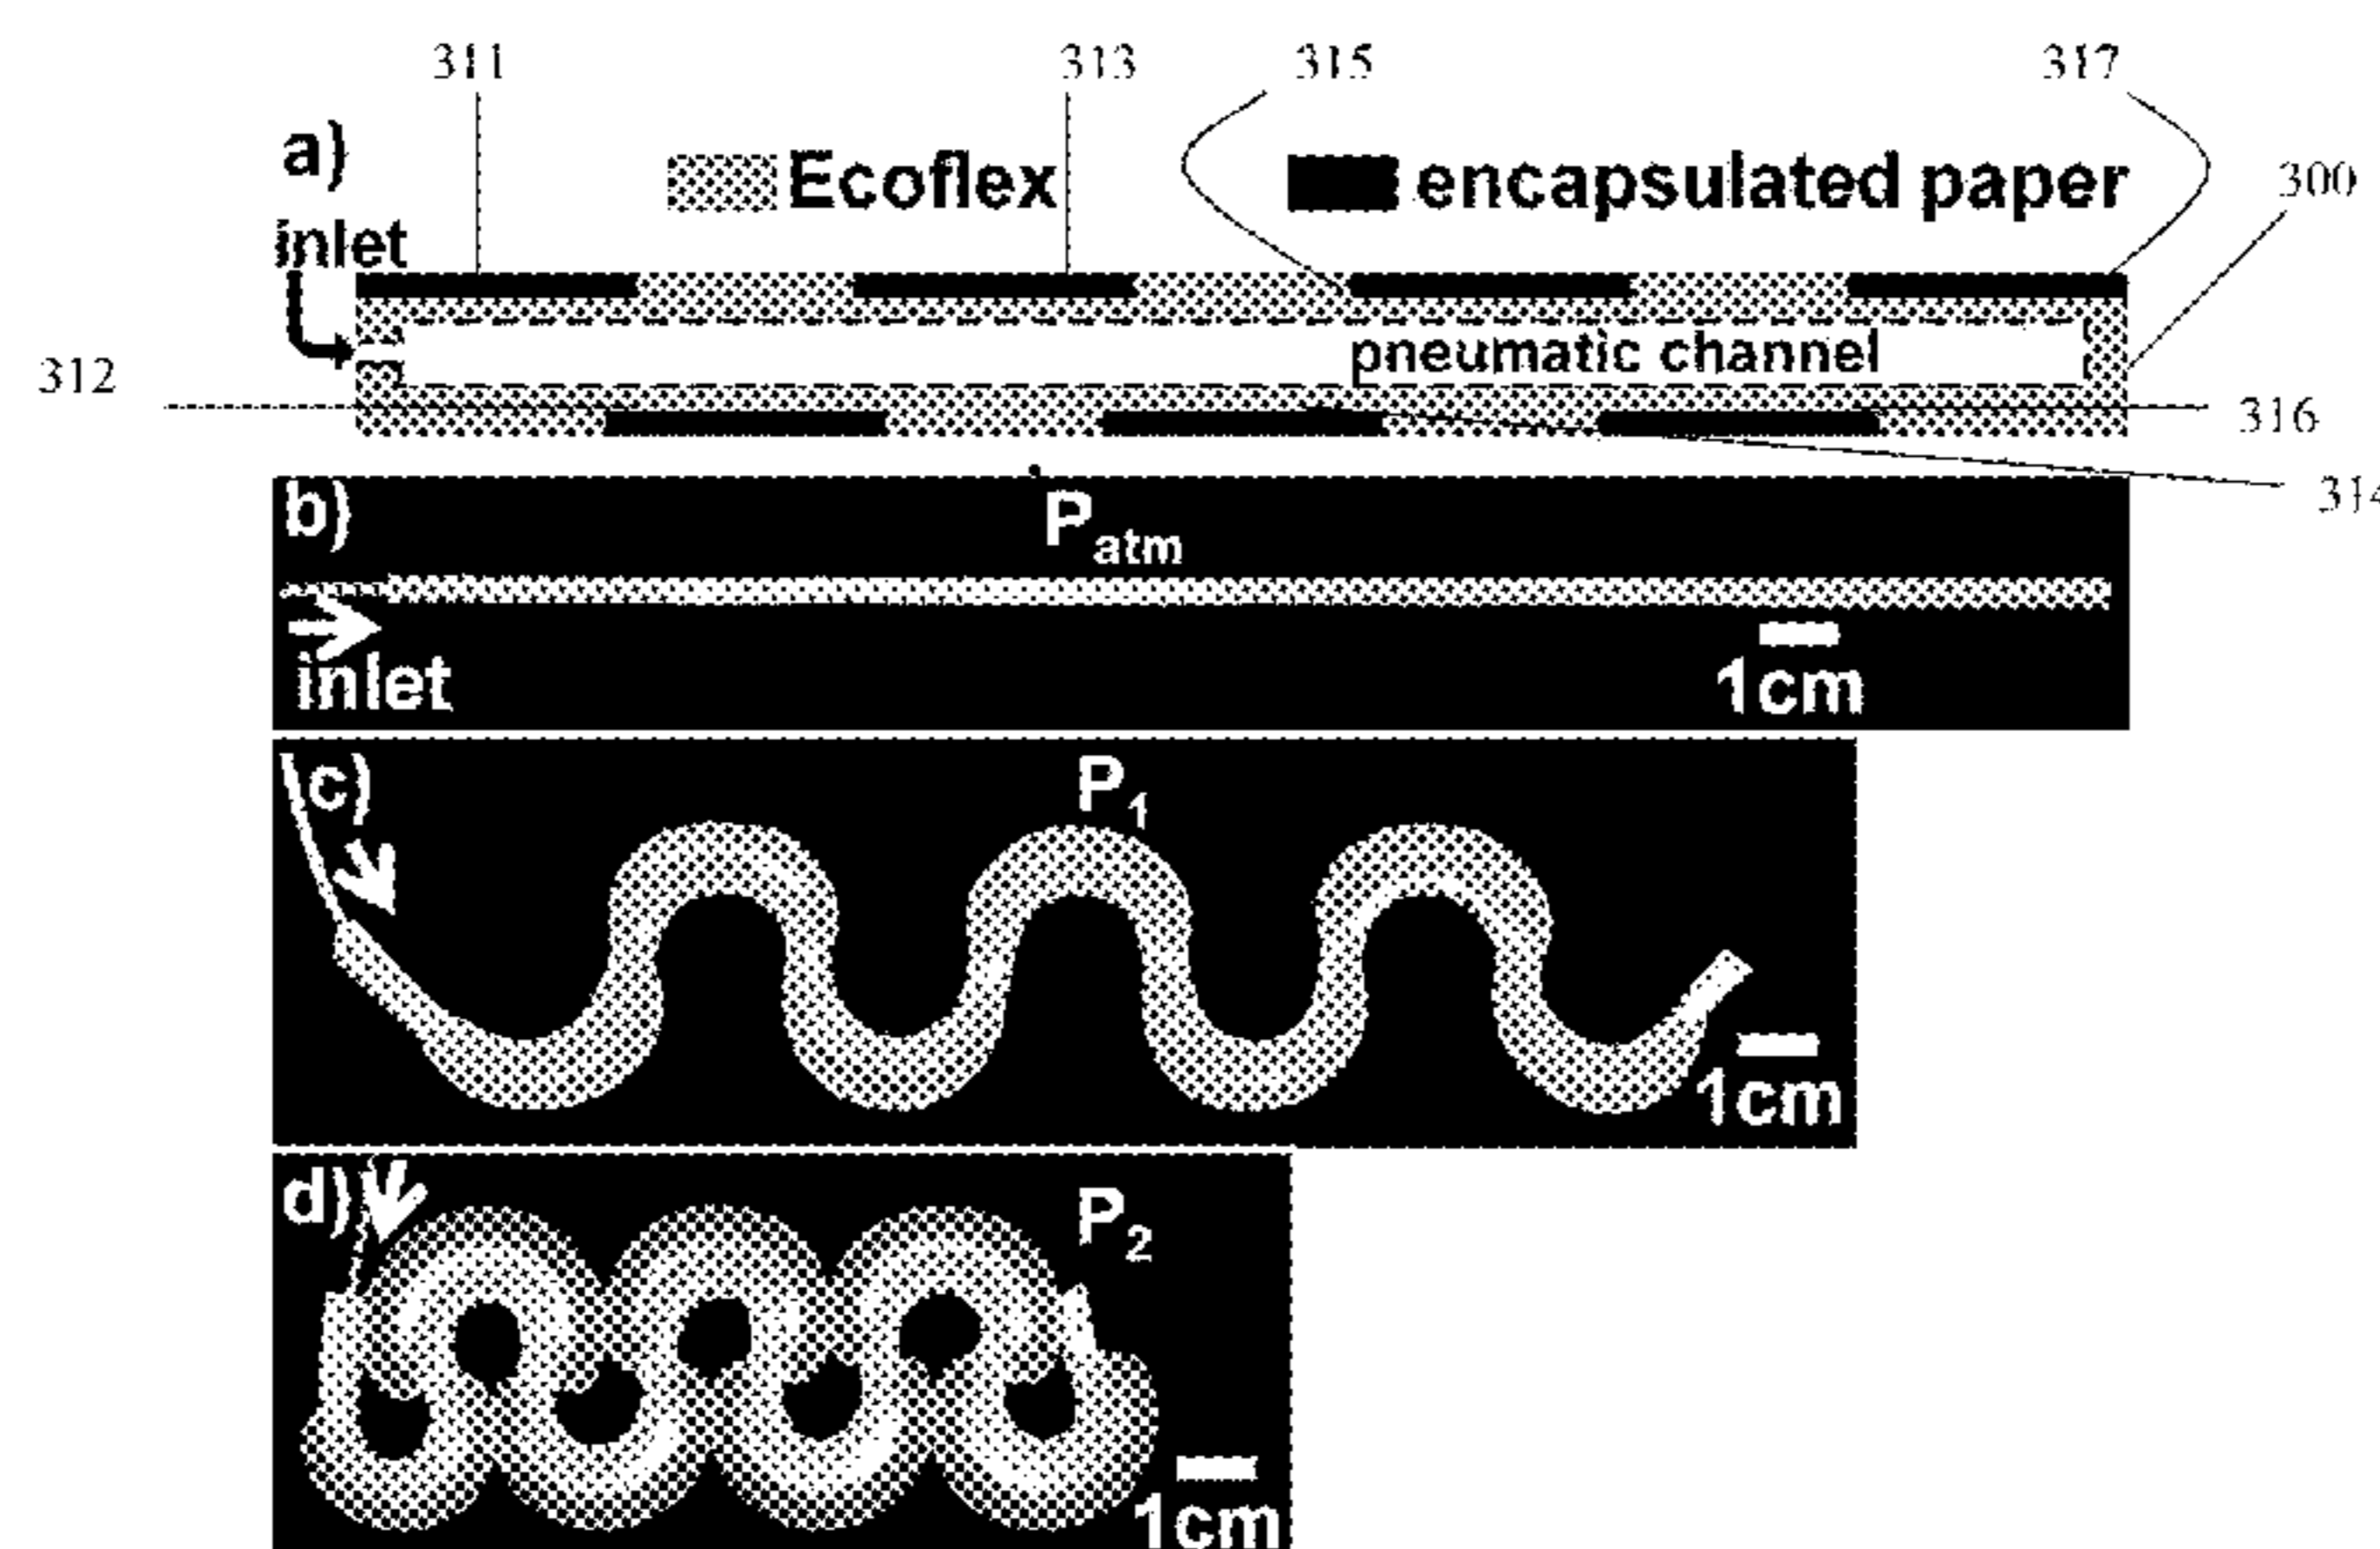 311 313 315 317
a) Ecoflex encapsulated paper 300
inlet
pneumatic channel
312
316
314
b) Patm
inlet 1cm
c) P1
1cm
d) P2
1cm